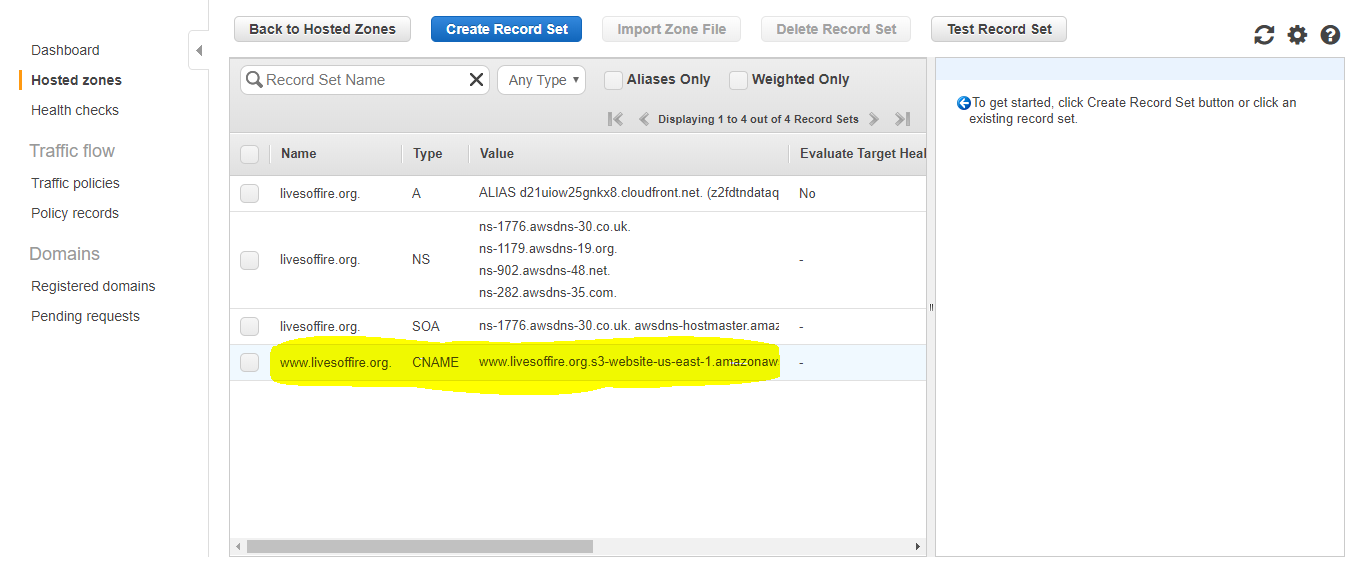 Dashboard
Hosted zones
Health checks
Traffic flow
Traffic policies
Policy records
Domains
Registered domains
Pending requests
Back to Hosted Zones Create Record Set Import Zone File Delete Record Set Test Record Set
Record Set Name Any Type Aliases Only Weighted Only
Displaying 1 to 4 out of 4 Record Sets
Name Type Value Evaluate Target Heal
livesoffire.org. A ALIAS d21uiow25gnkx8.cloudfront.net. (z2fdtndataq No
livesoffire.org. NS ns-1776.awsdns-30.co.uk.
ns-1179.awsdns-19.org.
ns-902.awsdns-48.net.
ns-282.awsdns-35.com.
-
livesoffire.org. SOA ns-1776.awsdns-30.co.uk. awsdns-hostmaster.amaz -
www.livesoffire.org. CNAME www.livesoffire.org.s3-website-us-east-1.amazonaws -
To get started, click Create Record Set button or click an
existing record set.